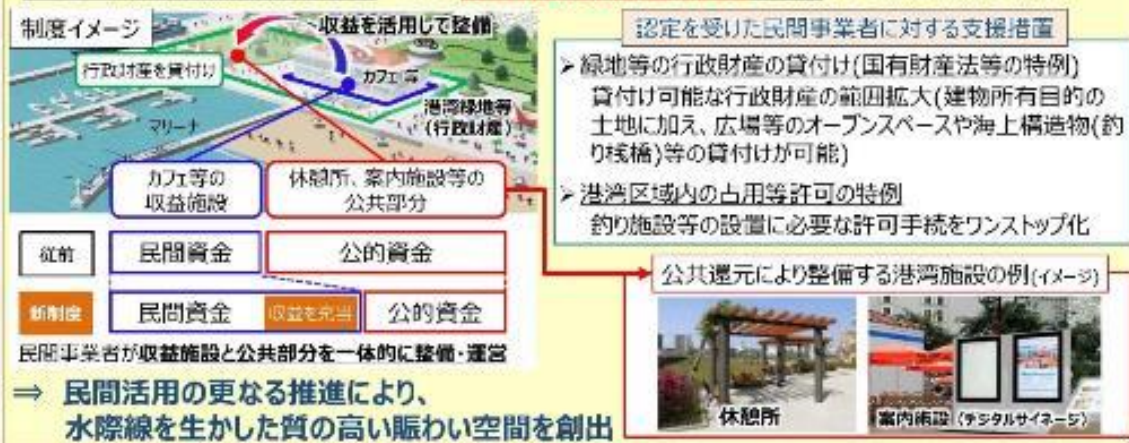 制度イメージ
収益を活用して整備
行政財産を貸付け
カフェ等
マリーナ
港湾緑地等
(行政財産)
カフェ等の
収益施設
休憩所、案内施設等の
公共部分
従前
民間資金
公的資金
新制度
民間資金
収益を充当
公的資金
民間事業者が収益施設と公共部分を一体的に整備・運営
⇒ 民間活用の更なる推進により、
水際線を生かした質の高い賑わい空間を創出
認定を受けた民間事業者に対する支援措置
➢ 緑地等の行政財産の貸付け(国有財産法等の特例)
貸付け可能な行政財産の範囲拡大(建物所有目的の
土地に加え、広場等のオープンスペースや海上構造物(釣
り桟橋)等の貸付けが可能)
➢ 港湾区域内の占用等許可の特例
釣り施設等の設置に必要な許可手続をワンストップ化
公共還元により整備する港湾施設の例(イメージ)
休憩所
案内施設(デジタルサイネージ)